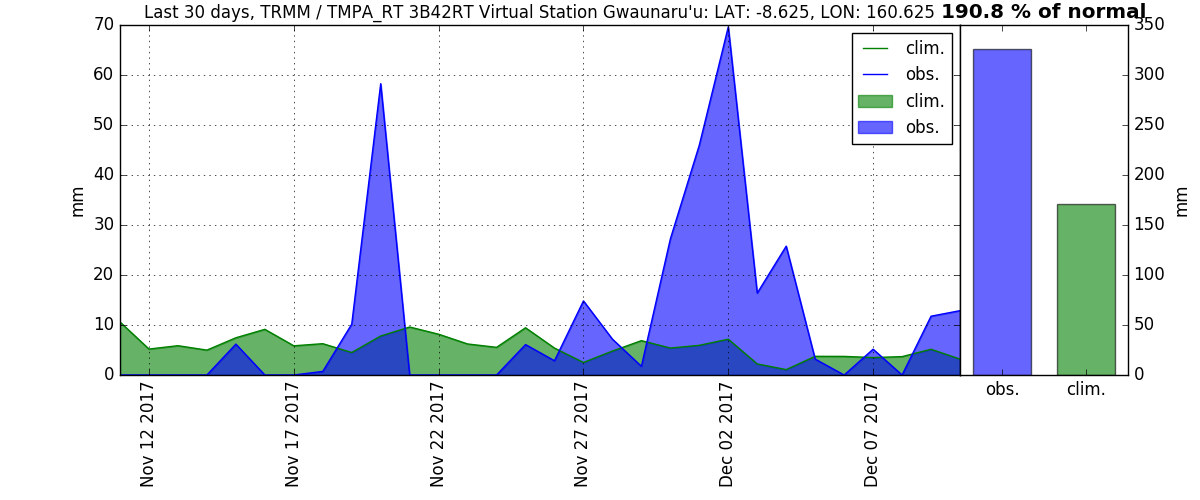 Last 30 days, TRMM / TMPA_RT 3B42RT Virtual Station Gwaunaru'u: LAT: -8.625, LON: 160.625 190.8 % of normal
70
60
50
40
30
20
10
0
mm
clim.
obs.
clim.
obs.
Nov 12 2017
Nov 17 2017
Nov 22 2017
Nov 27 2017
Dec 02 2017
Dec 07 2017
350
300
250
200
150
100
50
0
mm
obs. clim.